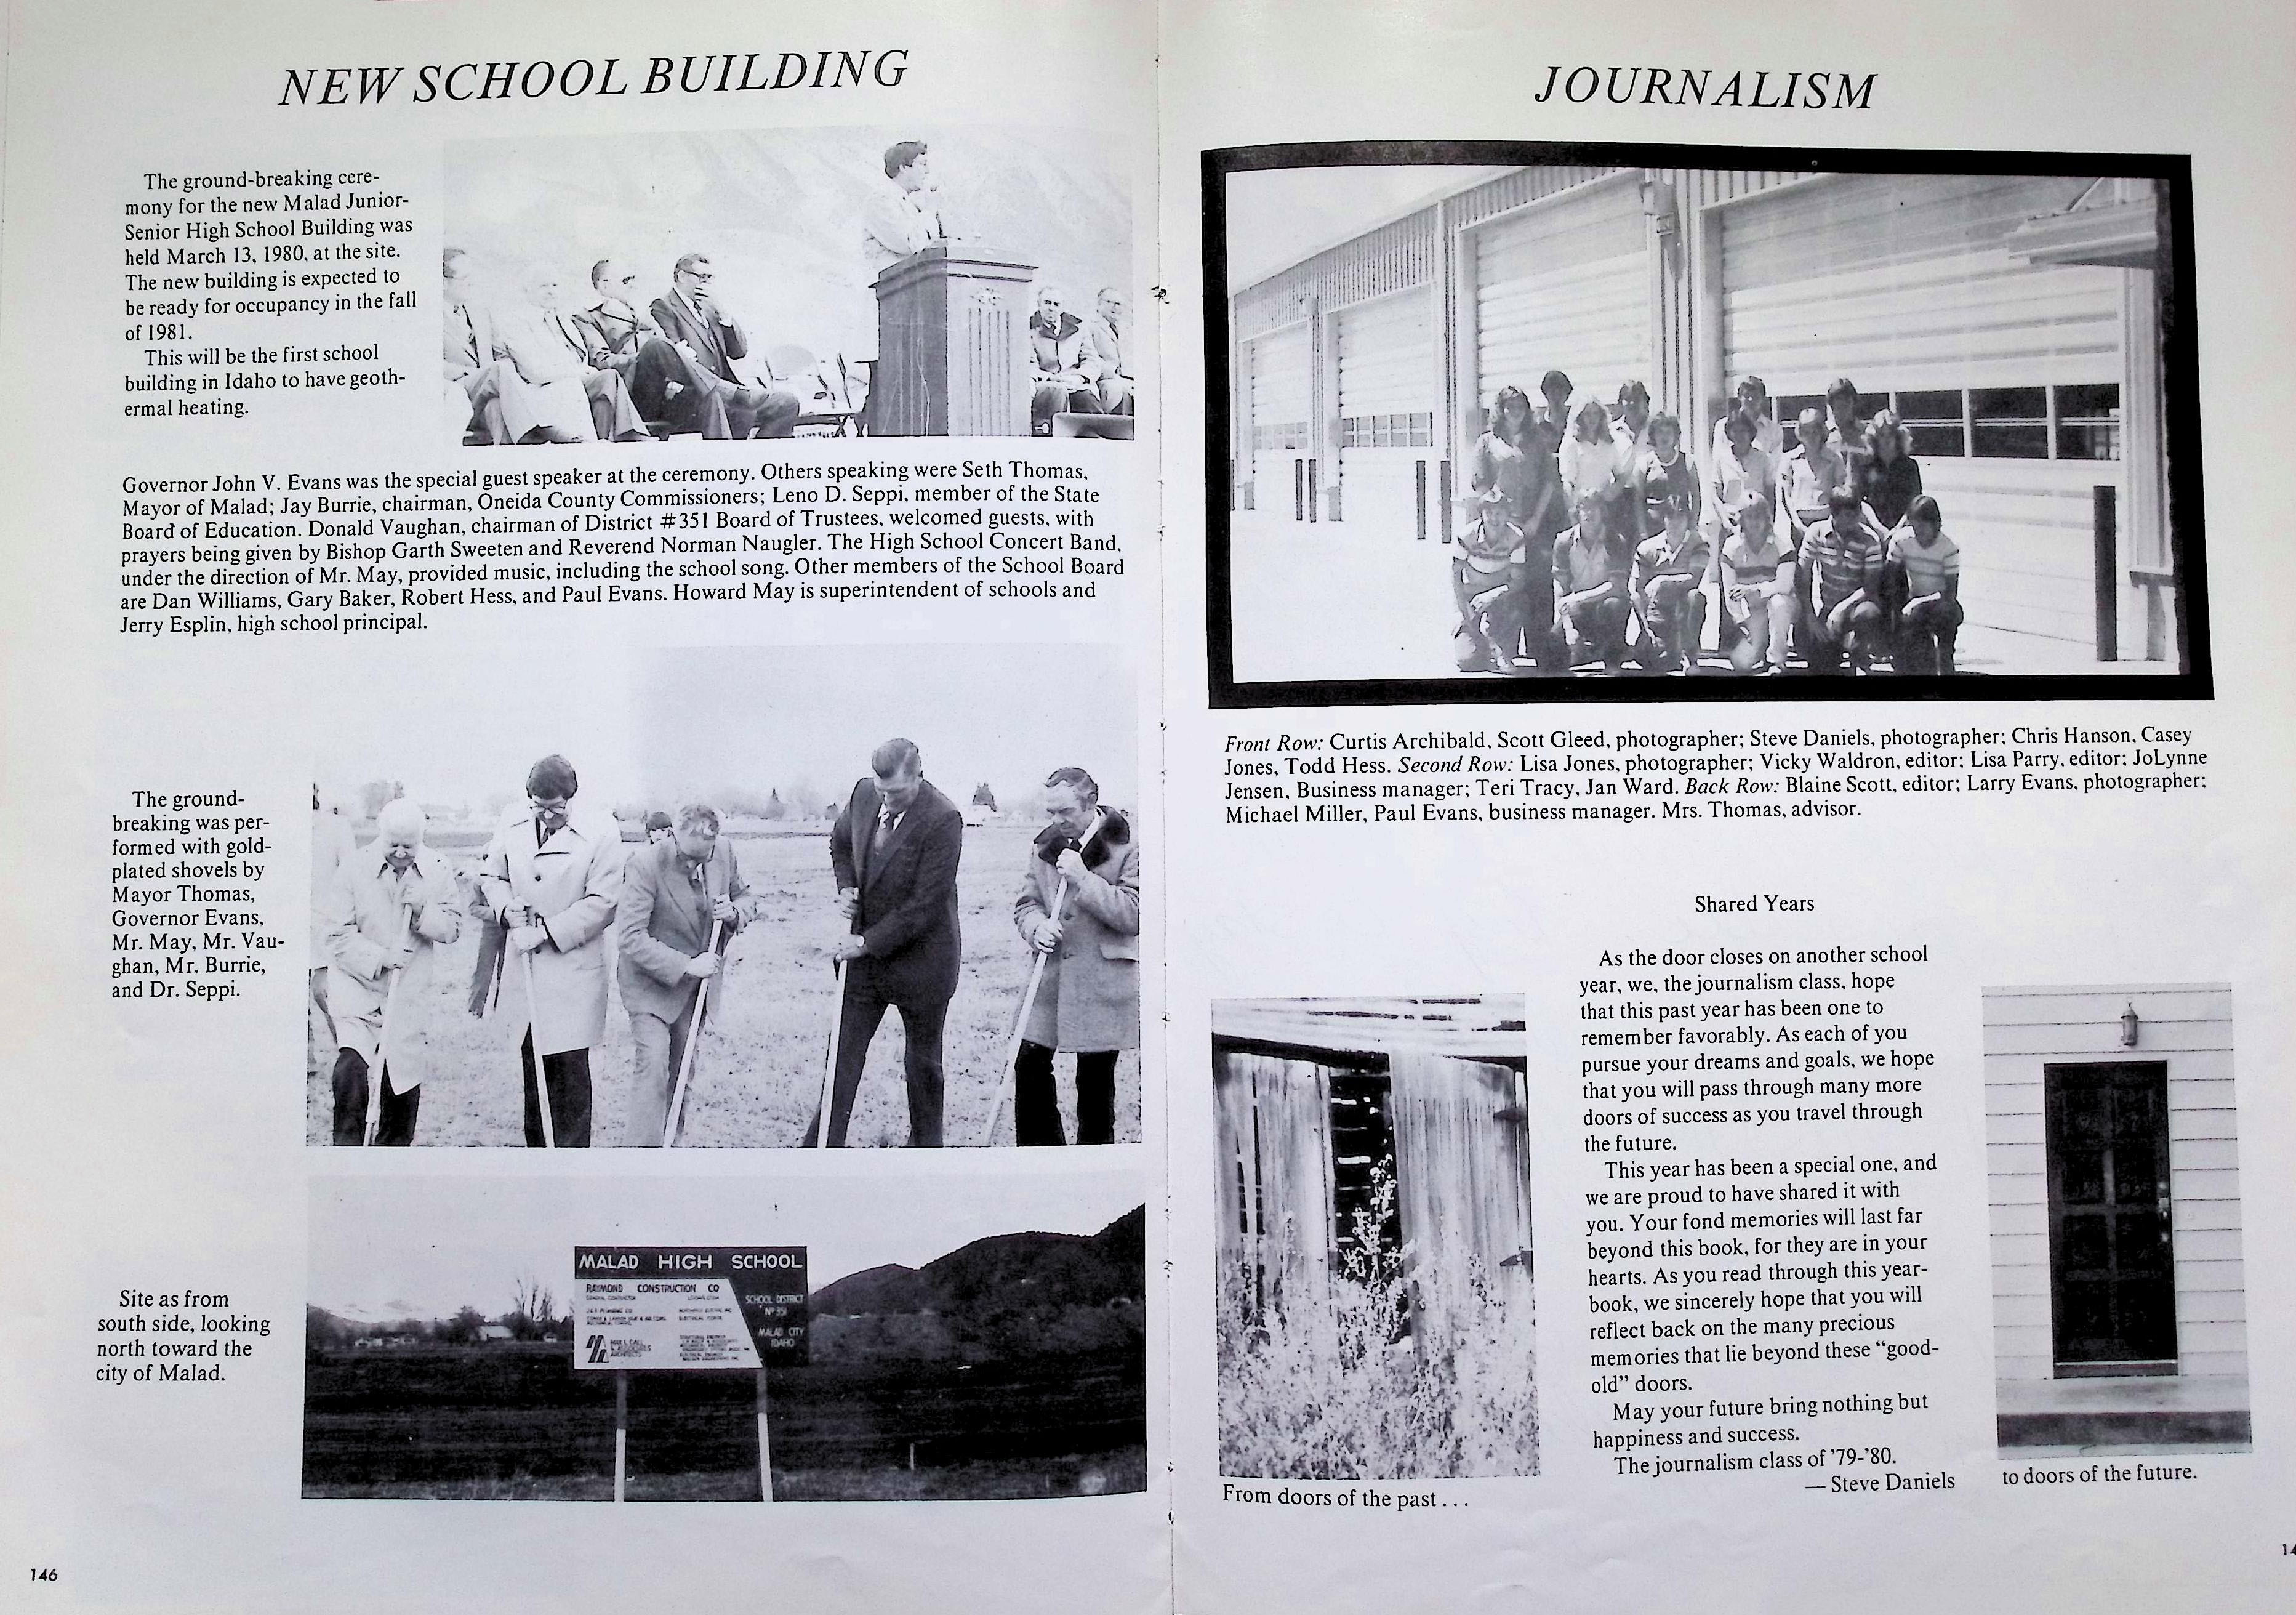 NEW SCHOOL BUILDING
The ground-breaking cere-
mony for the new Malad Junior-
Senior High School Building was
held March 13, 1980, at the site.
The new building is expected to
be ready for occupancy in the fall
of 1981.
This will be the first school
building in Idaho to have geoth-
ermal heating.
Governor John V. Evans was the special guest speaker at the ceremony. Others speaking were Seth Thomas,
Mayor of Malad; Jay Burrie, chairman, Oneida County Commissioners; Leno D. Seppi, member of the State
Board of Education. Donald Vaughan, chairman of District #351 Board of Trustees, welcomed guests, with
prayers being given by Bishop Garth Sweeten and Reverend Norman Naugler. The High School Concert Band,
under the direction of Mr. May, provided music, including the school song. Other members of the School Board
are Dan Williams, Gary Baker, Robert Hess, and Paul Evans. Howard May is superintendent of schools and
Jerry Esplin, high school principal.
The ground-
breaking was per-
formed with gold-
plated shovels by
Mayor Thomas,
Governor Evans,
Mr. May, Mr. Vau-
ghan, Mr. Burrie,
and Dr. Seppi.
MALAD HIGH SCHOOL
RAYMOND CONSTRUCTION CO
GENERAL CONTRACTOR
SCHOOL DISTRICT
Nº 351
MALAD CITY
IDAHO
ARCHITECTS
Site as from
south side, looking
north toward the
city of Malad.
146
JOURNALISM
Front Row: Curtis Archibald, Scott Gleed, photographer; Steve Daniels, photographer; Chris Hanson, Casey
Jones, Todd Hess. Second Row: Lisa Jones, photographer; Vicky Waldron, editor; Lisa Parry, editor; JoLynne
Jensen, Business manager; Teri Tracy, Jan Ward. Back Row: Blaine Scott, editor; Larry Evans, photographer;
Michael Miller, Paul Evans, business manager. Mrs. Thomas, advisor.
Shared Years
As the door closes on another school
year, we, the journalism class, hope
that this past year has been one to
remember favorably. As each of you
pursue your dreams and goals, we hope
that you will pass through many more
doors of success as you travel through
the future.
This year has been a special one, and
we are proud to have shared it with
you. Your fond memories will last far
beyond this book, for they are in your
hearts. As you read through this year-
book, we sincerely hope that you will
reflect back on the many precious
memories that lie beyond these “good-
old” doors.
May your future bring nothing but
happiness and success.
The journalism class of ’79-’80.
— Steve Daniels
From doors of the past . . .
to doors of the future.
14